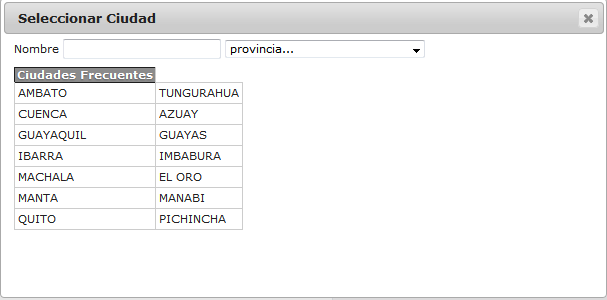 Seleccionar Ciudad
Nombre provincia...
Ciudades Frecuentes
AMBATO TUNGURAHUA
CUENCA AZUAY
GUAYAQUIL GUAYAS
IBARRA IMBABURA
MACHALA EL ORO
MANTA MANABI
QUITO PICHINCHA